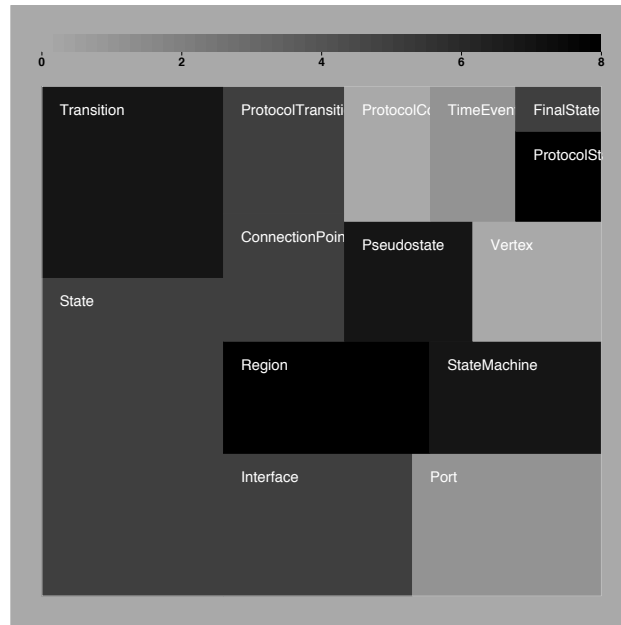 0 2 4 6 8
Transition
ProtocolTransiti
ProtocolCo
TimeEven
FinalState
ProtocolSt
ConnectionPoin
Pseudostate
Vertex
State
Region
StateMachine
Interface
Port